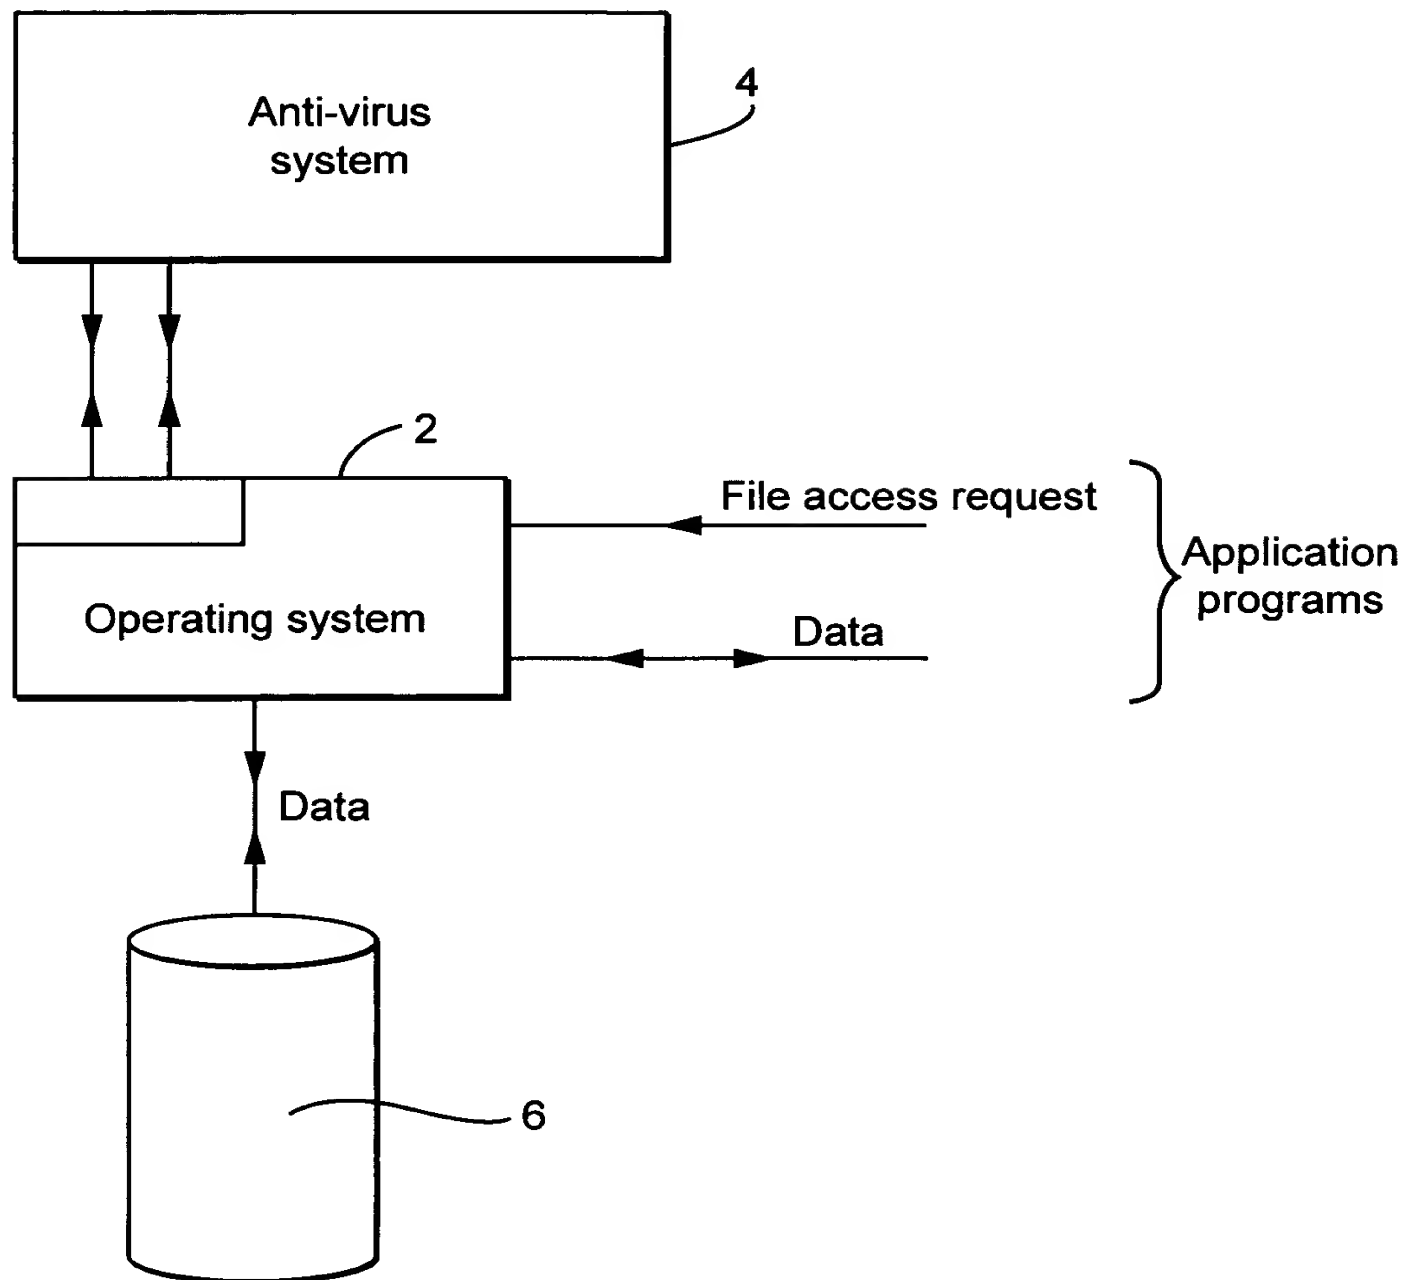 Anti-virus
system
4
2
File access request
Application
programs
Operating system
Data
Data
6